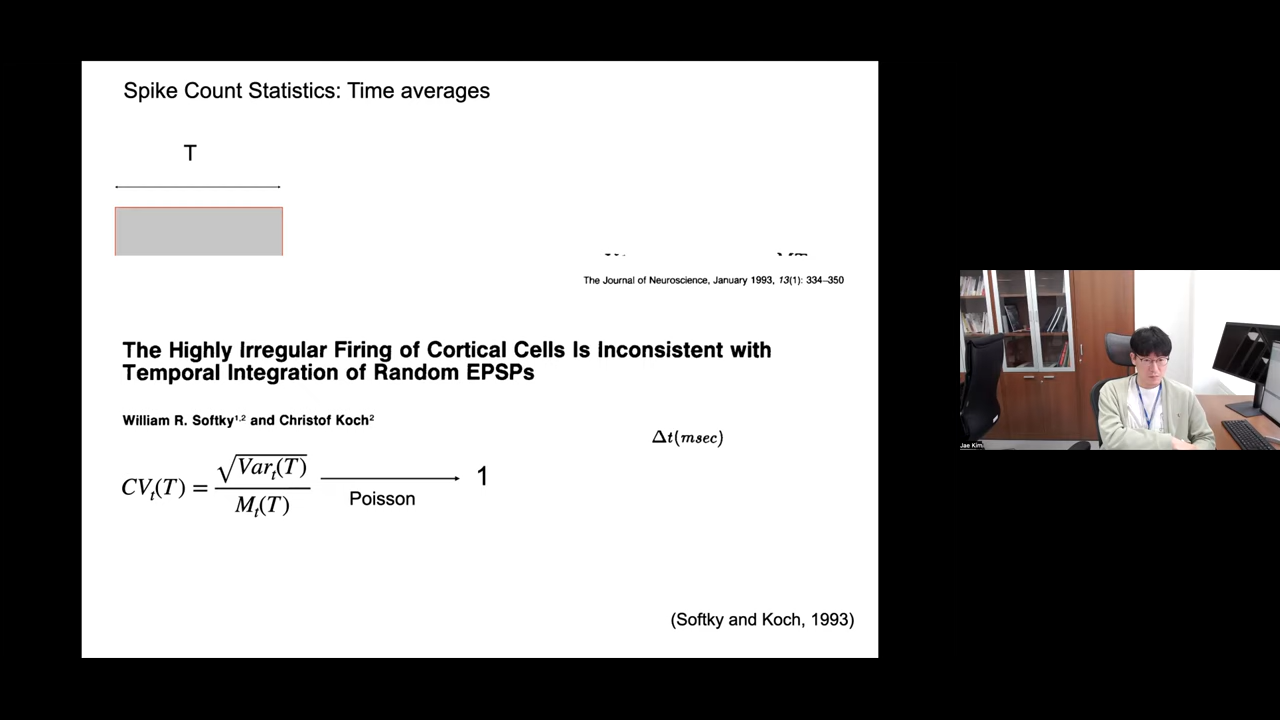 Spike Count Statistics: Time averages
T
The Journal of Neuroscience, January 1993, 13(1): 334–350
The Highly Irregular Firing of Cortical Cells Is Inconsistent with
Temporal Integration of Random EPSPs
William R. Softky¹,² and Christof Koch²
Δt(msec)
CVₜ(T) = √Varₜ(T) / Mₜ(T)
Poisson
1
(Softky and Koch, 1993)
Jae Kim